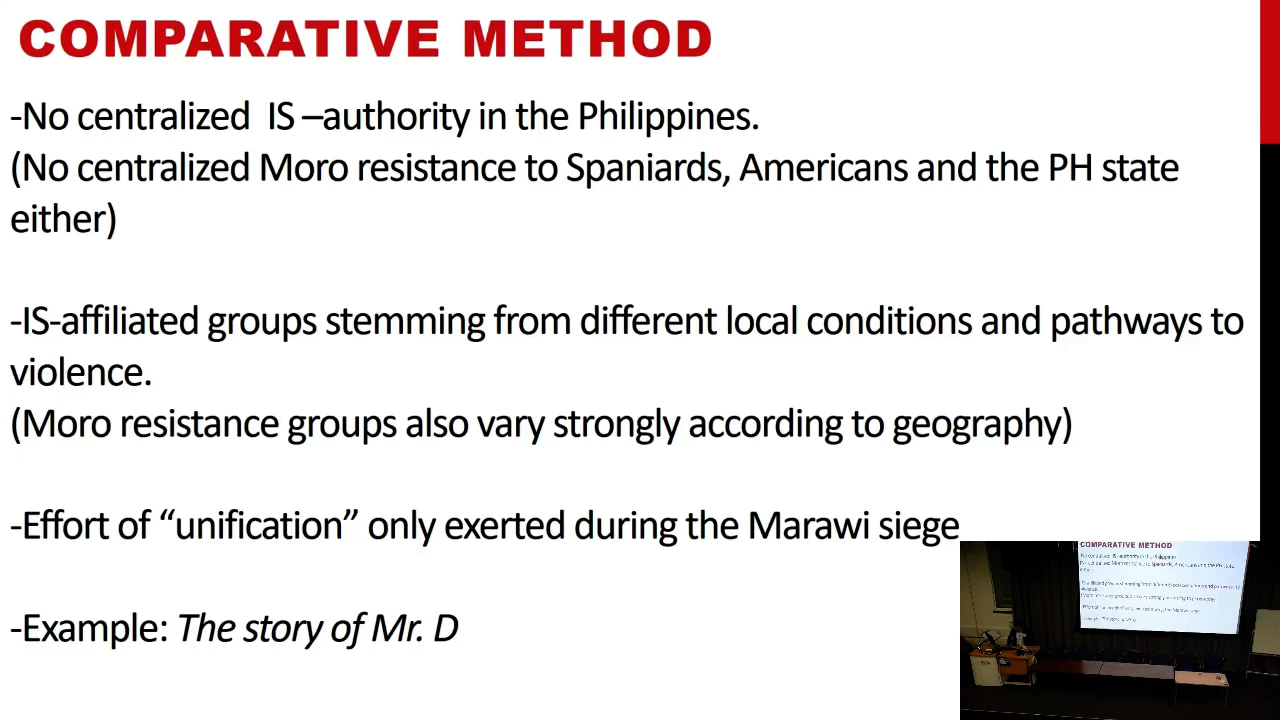 COMPARATIVE METHOD
-No centralized  IS –authority in the Philippines.
(No centralized Moro resistance to Spaniards, Americans and the PH state
either)
-IS-affiliated groups stemming from different local conditions and pathways to
violence.
(Moro resistance groups also vary strongly according to geography)
-Effort of “unification” only exerted during the Marawi siege
-Example: The story of Mr. D
COMPARATIVE METHOD